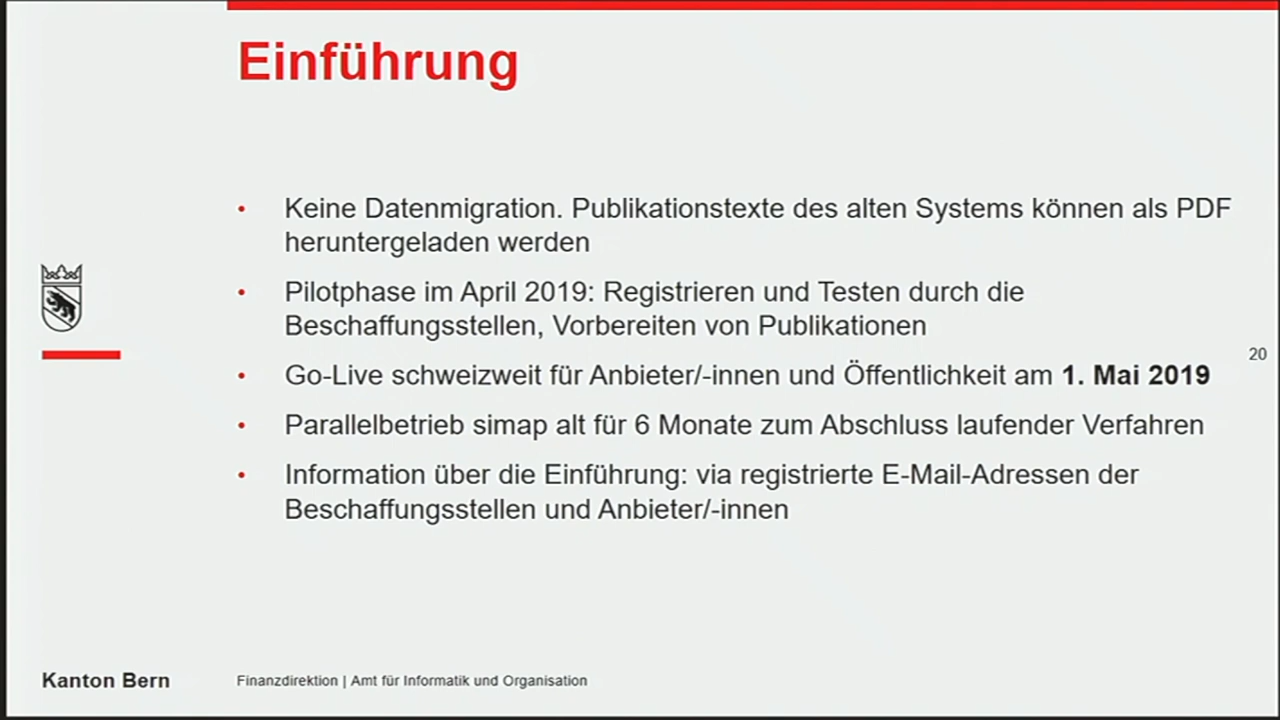 Einführung
• Keine Datenmigration. Publikationstexte des alten Systems können als PDF
heruntergeladen werden
• Pilotphase im April 2019: Registrieren und Testen durch die
Beschaffungsstellen, Vorbereiten von Publikationen
• Go-Live schweizweit für Anbieter/-innen und Öffentlichkeit am 1. Mai 2019
• Parallelbetrieb simap alt für 6 Monate zum Abschluss laufender Verfahren
• Information über die Einführung: via registrierte E-Mail-Adressen der
Beschaffungsstellen und Anbieter/-innen
20
Kanton Bern
Finanzdirektion | Amt für Informatik und Organisation